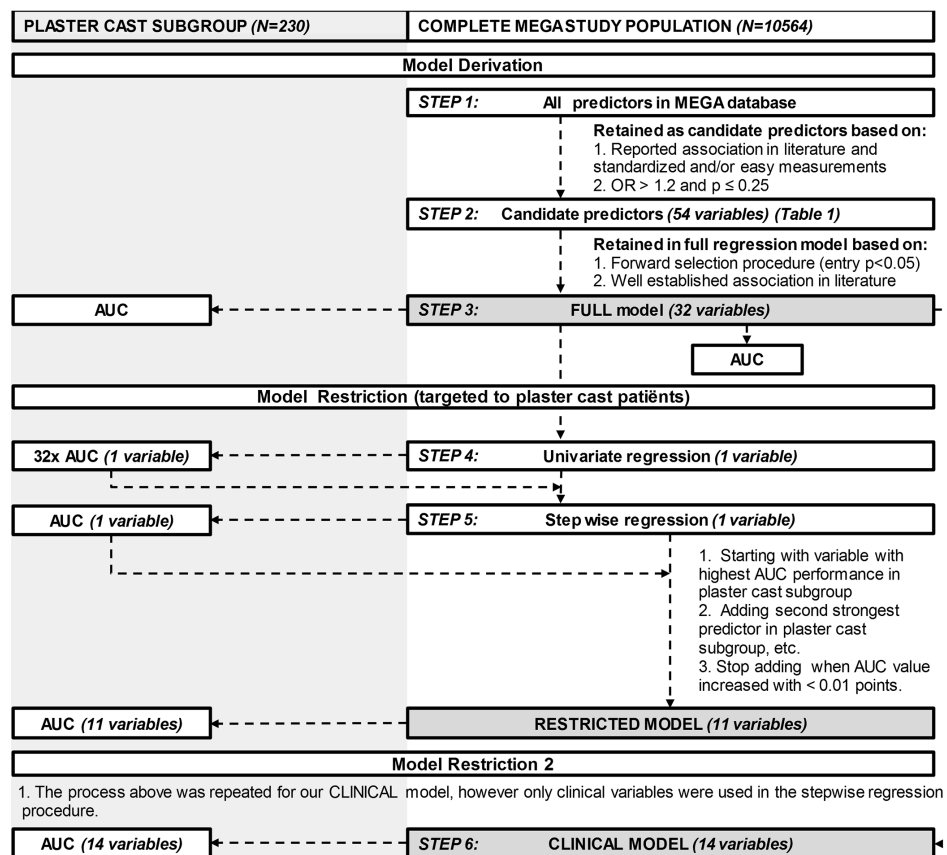 PLASTER CAST SUBGROUP (N=230)
COMPLETE MEGA STUDY POPULATION (N=10564)
Model Derivation
STEP 1: All predictors in MEGA database
Retained as candidate predictors based on:
1. Reported association in literature and
standardized and/or easy measurements
2. OR > 1.2 and p ≤ 0.25
STEP 2: Candidate predictors (54 variables) (Table 1)
Retained in full regression model based on:
1. Forward selection procedure (entry p<0.05)
2. Well established association in literature
AUC
STEP 3: FULL model (32 variables)
AUC
Model Restriction (targeted to plaster cast patiënts)
32x AUC (1 variable)
STEP 4: Univariate regression (1 variable)
AUC (1 variable)
STEP 5: Step wise regression (1 variable)
1. Starting with variable with
highest AUC performance in
plaster cast subgroup
2. Adding second strongest
predictor in plaster cast
subgroup, etc.
3. Stop adding when AUC value
increased with < 0.01 points.
AUC (11 variables)
RESTRICTED MODEL (11 variables)
Model Restriction 2
1. The process above was repeated for our CLINICAL model, however only clinical variables were used in the stepwise regression
procedure.
AUC (14 variables)
STEP 6: CLINICAL MODEL (14 variables)